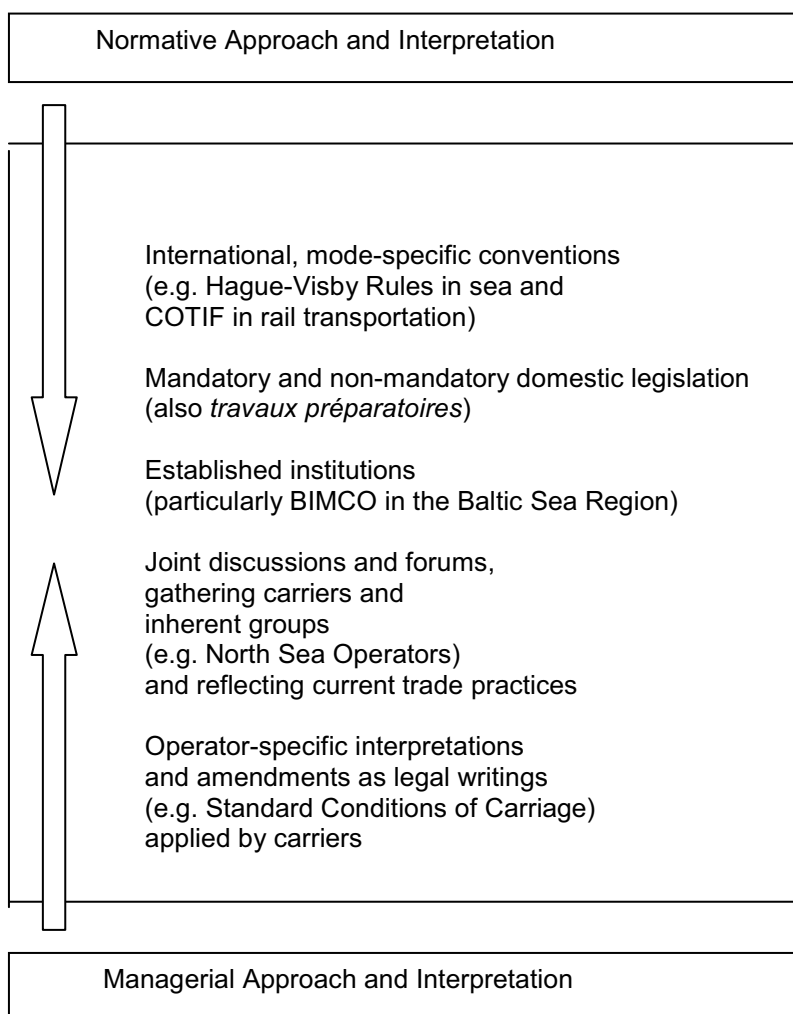 Normative Approach and Interpretation
International, mode-specific conventions
(e.g. Hague-Visby Rules in sea and
COTIF in rail transportation)
Mandatory and non-mandatory domestic legislation
(also travaux préparatoires)
Established institutions
(particularly BIMCO in the Baltic Sea Region)
Joint discussions and forums,
gathering carriers and
inherent groups
(e.g. North Sea Operators)
and reflecting current trade practices
Operator-specific interpretations
and amendments as legal writings
(e.g. Standard Conditions of Carriage)
applied by carriers
Managerial Approach and Interpretation